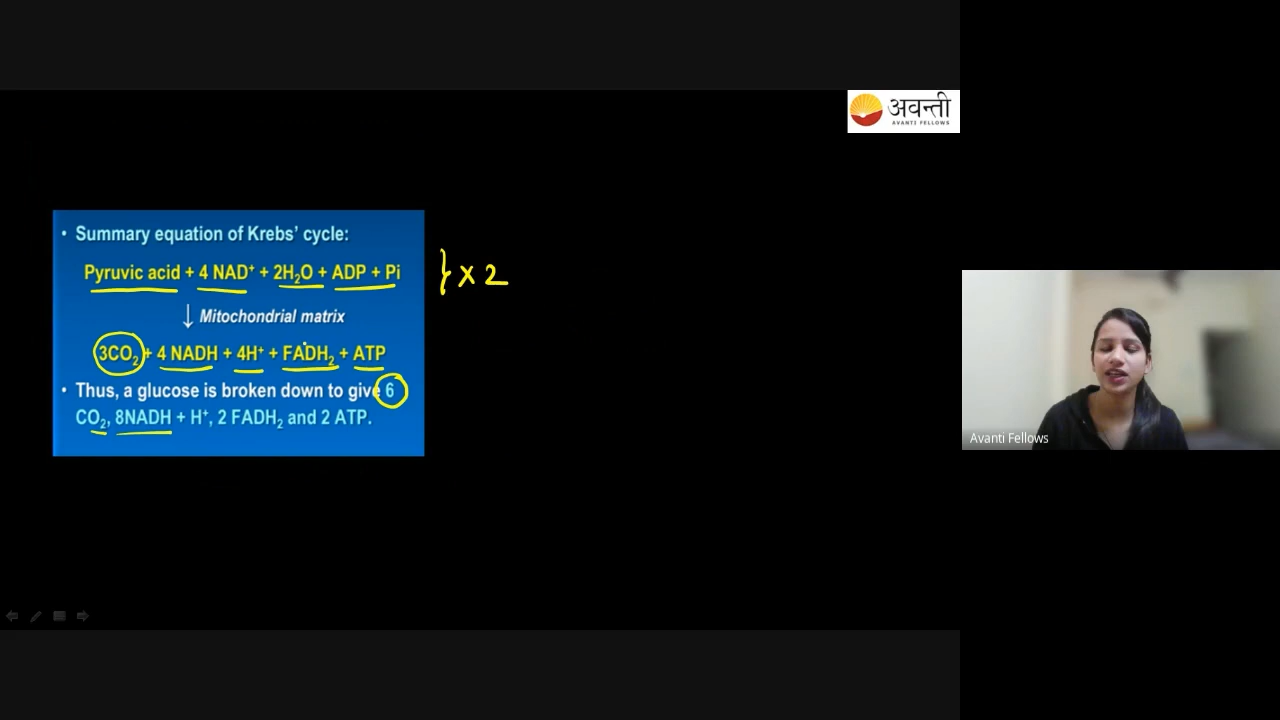 अवन्ती
AVANTI FELLOWS
• Summary equation of Krebs' cycle:
Pyruvic acid + 4 NAD⁺ + 2H₂O + ADP + Pi
} x 2
↓ Mitochondrial matrix
3CO₂ + 4 NADH + 4H⁺ + FADH₂ + ATP
• Thus, a glucose is broken down to give 6
CO₂, 8NADH + H⁺, 2 FADH₂ and 2 ATP.
Avanti Fellows